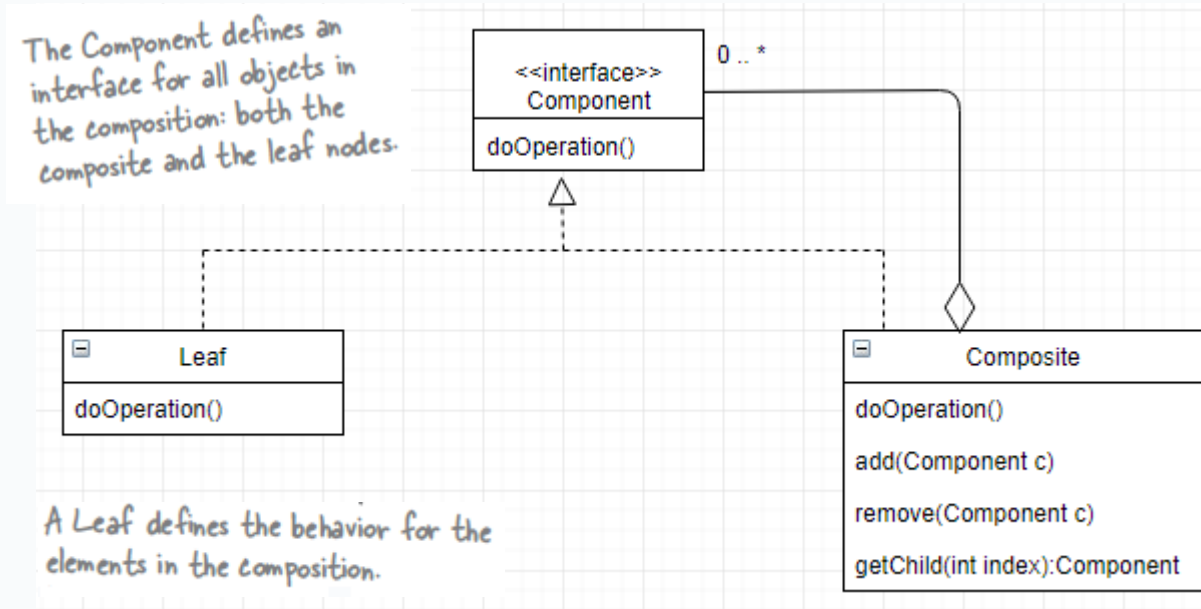 The Component defines an
interface for all objects in
the composition: both the
composite and the leaf nodes.
<<interface>>
Component
doOperation()
0 .. *
Leaf
doOperation()
Composite
doOperation()
add(Component c)
remove(Component c)
getChild(int index):Component
A Leaf defines the behavior for the
elements in the composition.